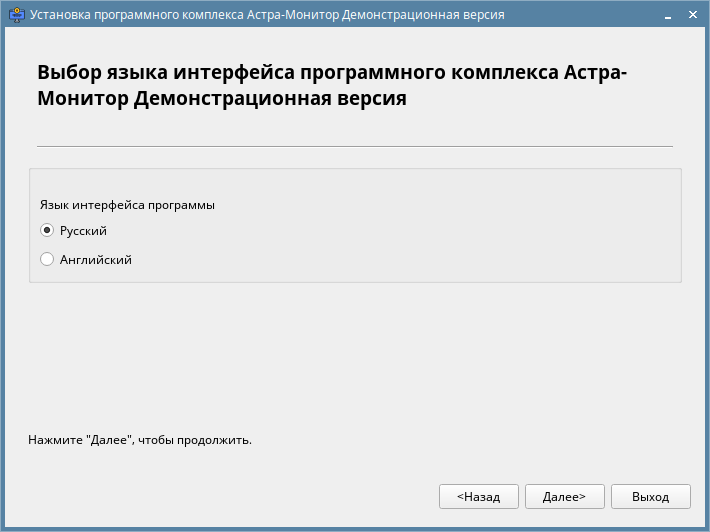 Установка программного комплекса Астра-Монитор Демонстрационная версия
Выбор языка интерфейса программного комплекса Астра-
Монитор Демонстрационная версия
Язык интерфейса программы
Русский
Английский
Нажмите "Далее", чтобы продолжить.
<Назад
Далее>
Выход